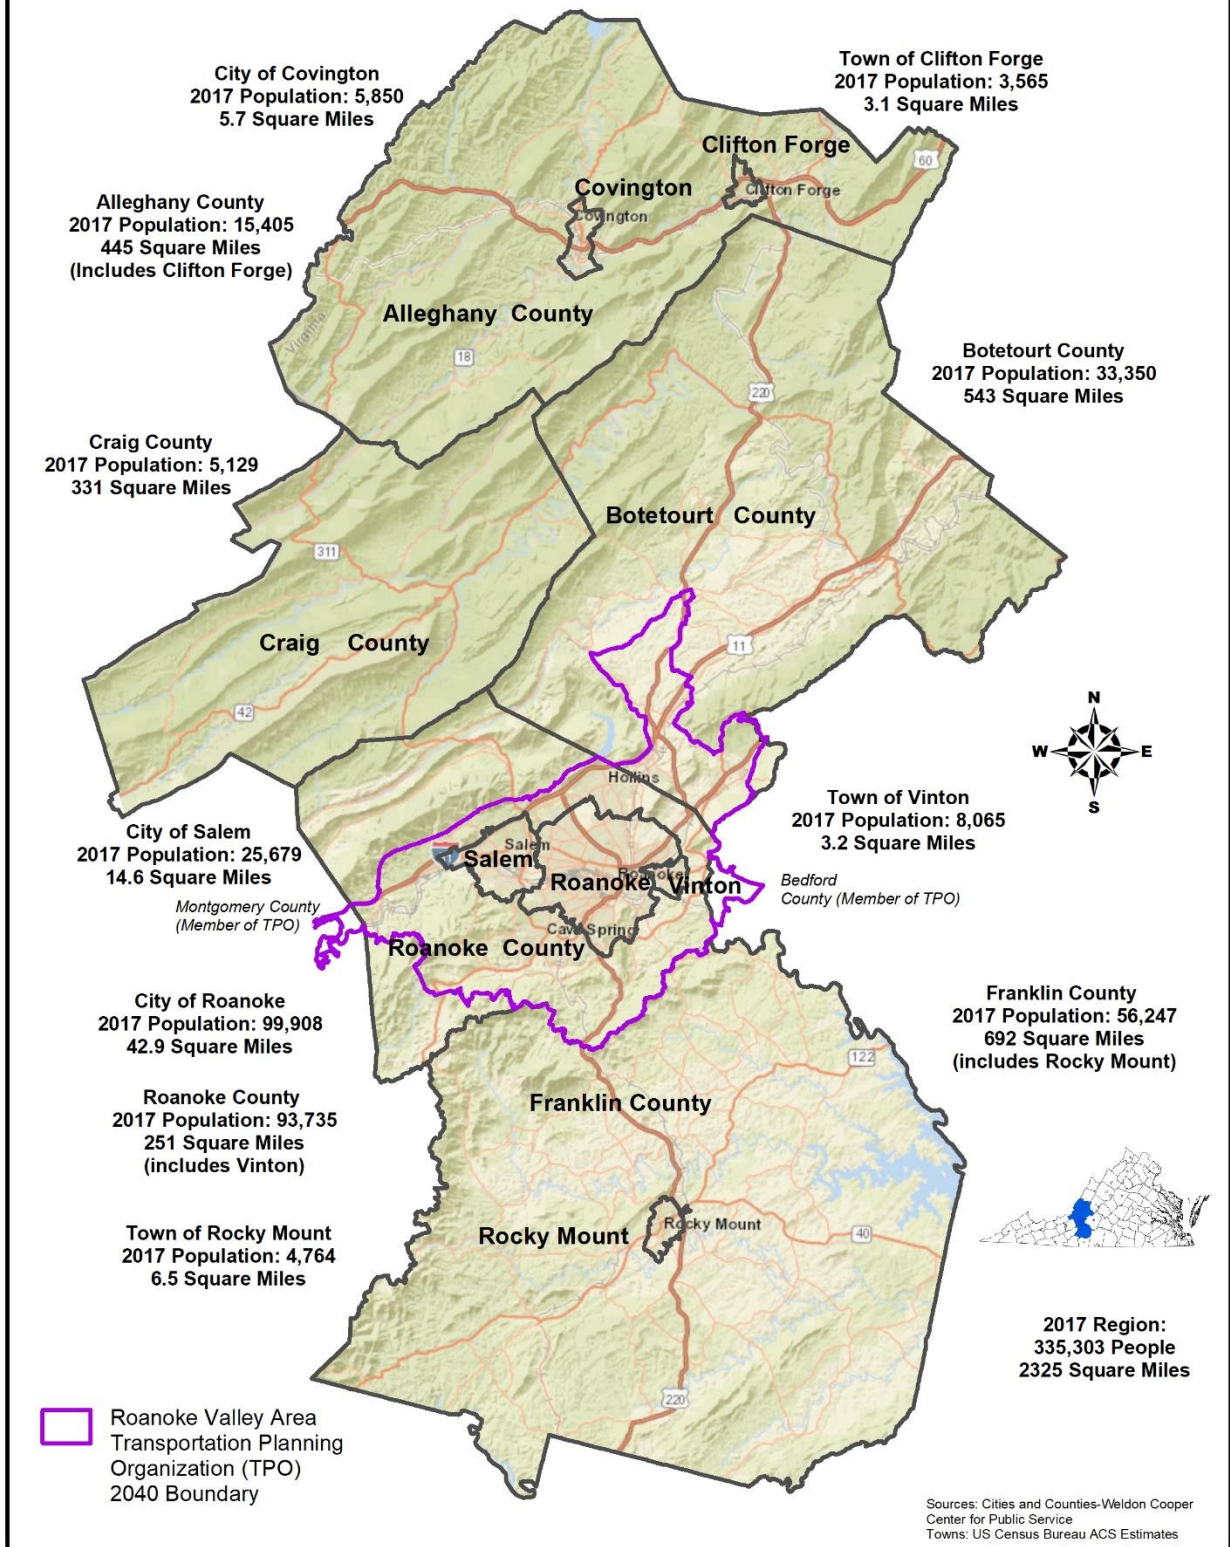 City of Covington
2017 Population: 5,850
5.7 Square Miles
Town of Clifton Forge
2017 Population: 3,565
3.1 Square Miles
Clifton Forge
60
Covington
Clifton Forge
Covington
Alleghany County
2017 Population: 15,405
445 Square Miles
(Includes Clifton Forge)
Alleghany County
Virginia
18
Botetourt County
2017 Population: 33,350
543 Square Miles
220
Craig County
2017 Population: 5,129
331 Square Miles
Botetourt County
311
Craig County
11
42
N
W
E
S
Hollins
Town of Vinton
2017 Population: 8,065
3.2 Square Miles
City of Salem
2017 Population: 25,679
14.6 Square Miles
Salem
Salem
Roanoke
Roanoke
Vinton
Bedford
County (Member of TPO)
Montgomery County
(Member of TPO)
Cave Spring
Roanoke County
City of Roanoke
2017 Population: 99,908
42.9 Square Miles
Franklin County
2017 Population: 56,247
692 Square Miles
(includes Rocky Mount)
122
Roanoke County
2017 Population: 93,735
251 Square Miles
(includes Vinton)
Franklin County
Town of Rocky Mount
2017 Population: 4,764
6.5 Square Miles
Rocky Mount
Rocky Mount
40
2017 Region:
335,303 People
2325 Square Miles
220
Roanoke Valley Area
Transportation Planning
Organization (TPO)
2040 Boundary
Sources: Cities and Counties-Weldon Cooper
Center for Public Service
Towns: US Census Bureau ACS Estimates